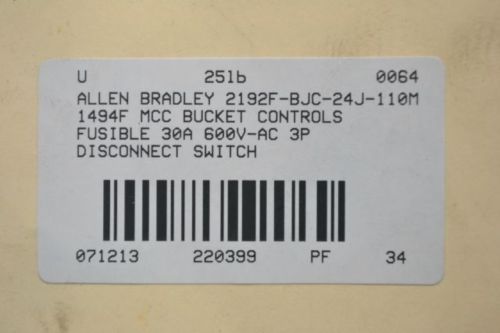 U 25lb 0064
ALLEN BRADLEY 2192F-BJC-24J-110M
1494F MCC BUCKET CONTROLS
FUSIBLE 30A 600V-AC 3P
DISCONNECT SWITCH
071213 220399 PF 34